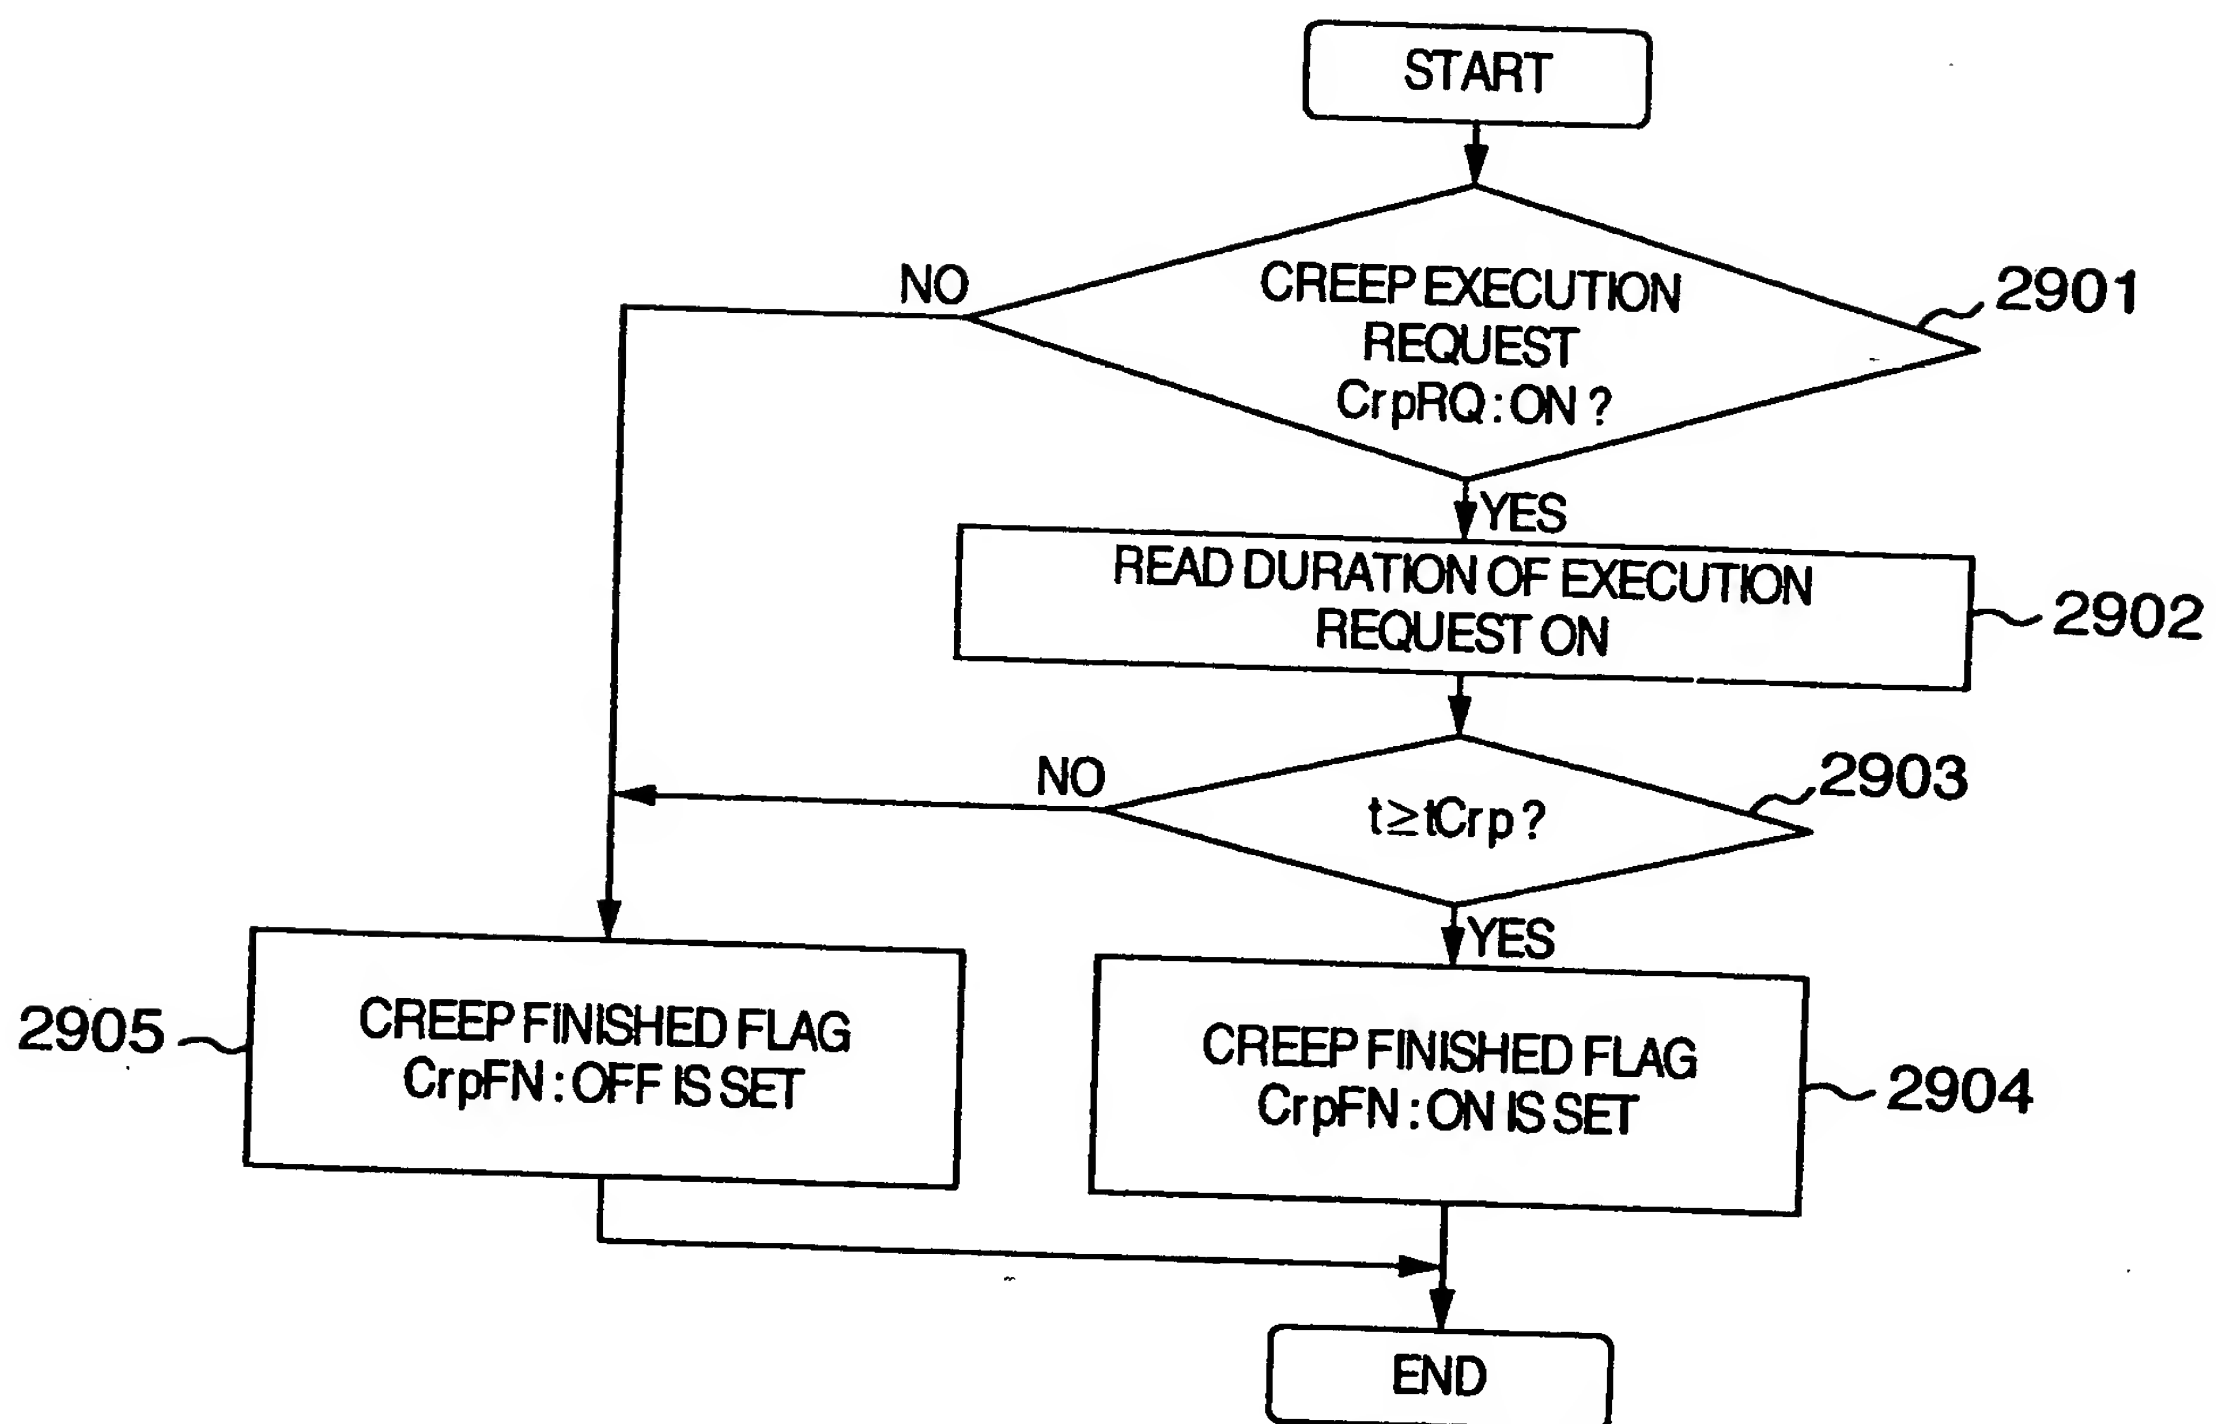 START
NO
CREEP EXECUTION
REQUEST
CrpRQ : ON ?
2901
YES
READ DURATION OF EXECUTION
REQUEST ON
2902
NO
t≥tCrp ?
2903
YES
2905
CREEP FINISHED FLAG
CrpFN : OFF IS SET
CREEP FINISHED FLAG
CrpFN : ON IS SET
2904
END